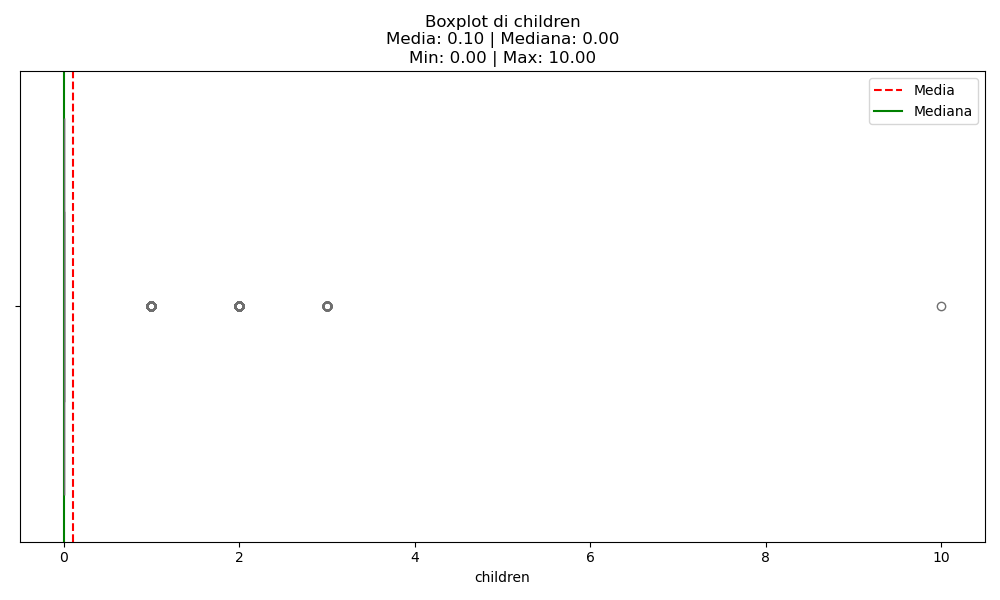 Boxplot di children
Media: 0.10 | Mediana: 0.00
Min: 0.00 | Max: 10.00
Media
Mediana
0 2 4 6 8 10
children